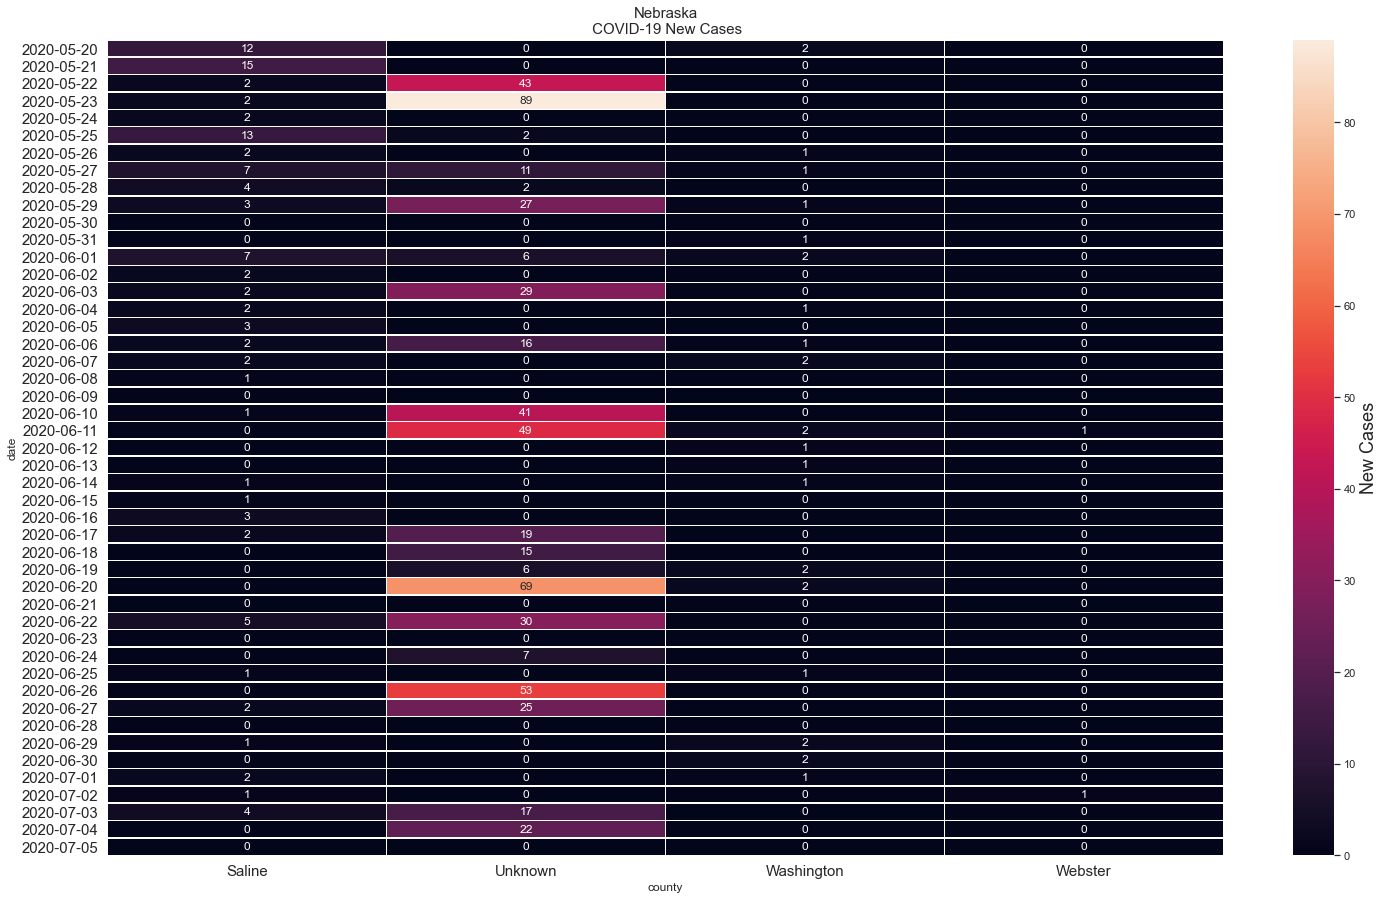 Nebraska
COVID-19 New Cases
2020-05-20 12 0 2 0
2020-05-21 15 0 0 0
2020-05-22 2 43 0 0
2020-05-23 2 89 0 0
2020-05-24 2 0 0 0
2020-05-25 13 2 0 0
2020-05-26 2 0 1 0
2020-05-27 7 11 1 0
2020-05-28 4 2 0 0
2020-05-29 3 27 1 0
2020-05-30 0 0 0 0
2020-05-31 0 0 1 0
2020-06-01 7 6 2 0
2020-06-02 2 0 0 0
2020-06-03 2 29 0 0
2020-06-04 2 0 1 0
2020-06-05 3 0 0 0
2020-06-06 2 16 1 0
2020-06-07 2 0 2 0
2020-06-08 1 0 0 0
2020-06-09 0 0 0 0
2020-06-10 1 41 0 0
2020-06-11 0 49 2 1
2020-06-12 0 0 1 0
2020-06-13 0 0 1 0
2020-06-14 1 0 1 0
2020-06-15 1 0 0 0
2020-06-16 3 0 0 0
2020-06-17 2 19 0 0
2020-06-18 0 15 0 0
2020-06-19 0 6 2 0
2020-06-20 0 69 2 0
2020-06-21 0 0 0 0
2020-06-22 5 30 0 0
2020-06-23 0 0 0 0
2020-06-24 0 7 0 0
2020-06-25 1 0 1 0
2020-06-26 0 53 0 0
2020-06-27 2 25 0 0
2020-06-28 0 0 0 0
2020-06-29 1 0 2 0
2020-06-30 0 0 2 0
2020-07-01 2 0 1 0
2020-07-02 1 0 0 1
2020-07-03 4 17 0 0
2020-07-04 0 22 0 0
2020-07-05 0 0 0 0
date
Saline Unknown Washington Webster
county
80
70
60
50
40
30
20
10
0
New Cases